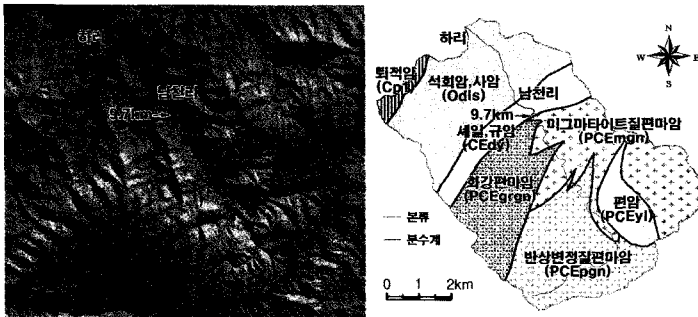 하리
남천리
9.7km
하리
퇴적암
(Cpt)
석회암,사암
(Odis)
남천리
9.7km
세일,규암
(CEdy)
미그마타이트질편마암
(PCEmgn)
화강편마암
(PCEgrgn)
편암
(PCEyl)
반상변정질편마암
(PCEpgn)
본류
분수계
0 1 2km
N
W E
S